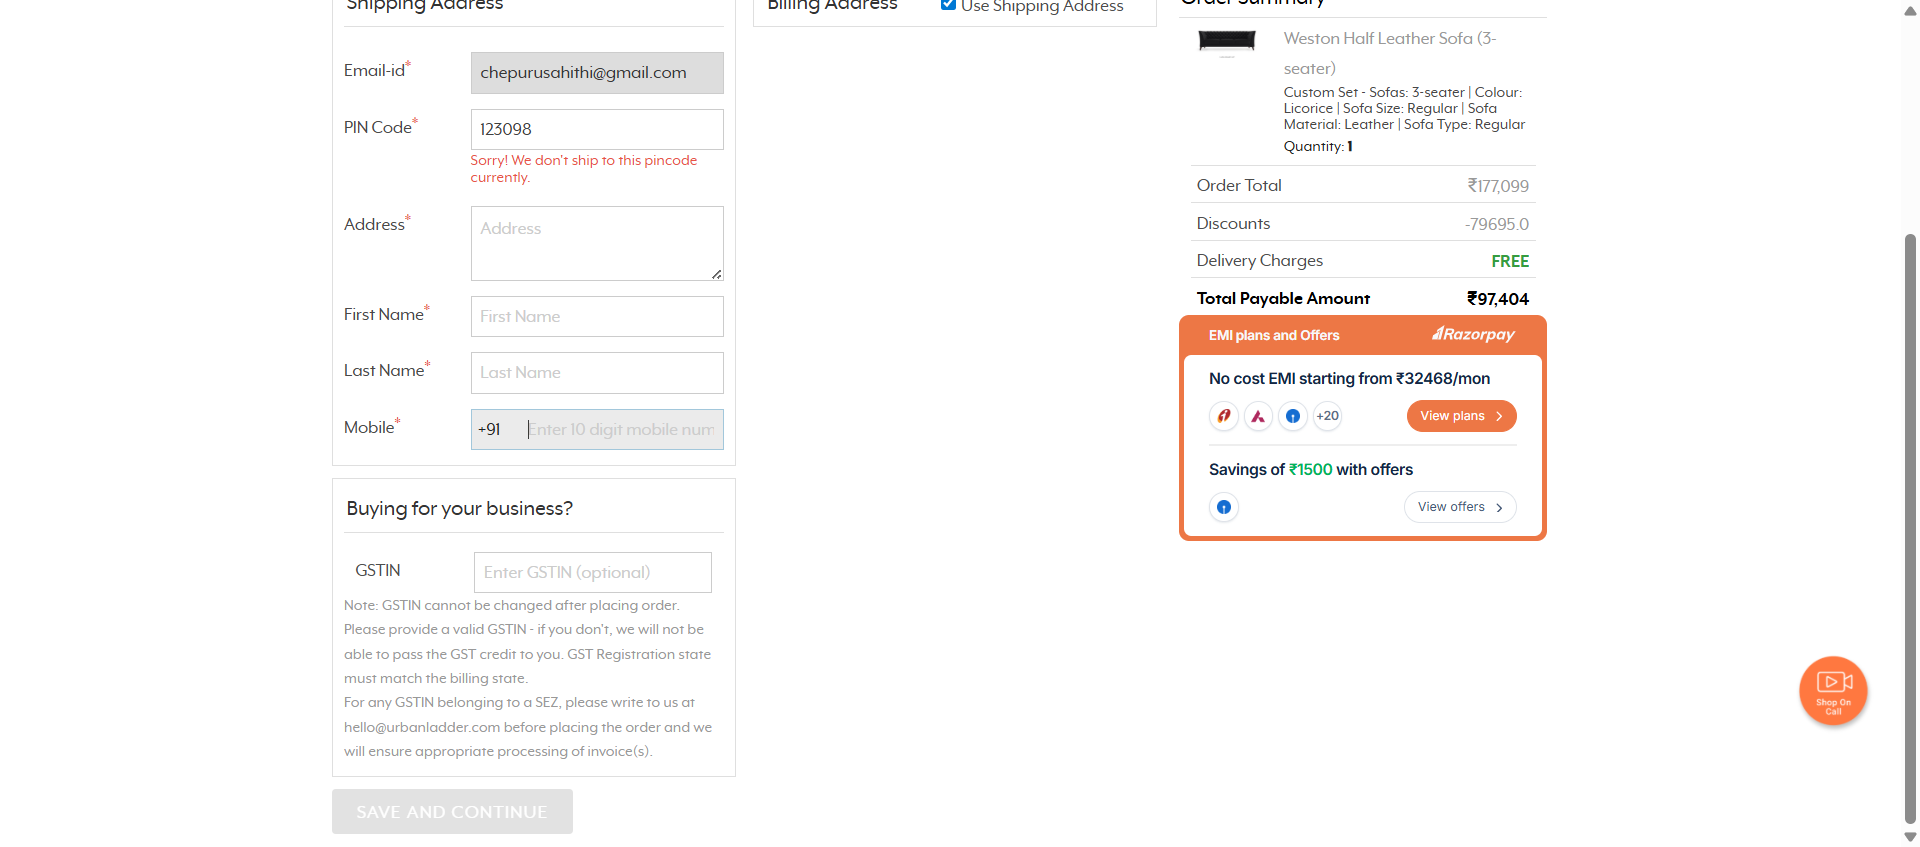 Shipping Address
Email-id*
chepurusahithi@gmail.com
PIN Code*
123098
Sorry! We don't ship to this pincode
currently.
Address*
Address
First Name*
First Name
Last Name*
Last Name
Mobile*
+91
Enter 10 digit mobile num
Buying for your business?
GSTIN
Enter GSTIN (optional)
Note: GSTIN cannot be changed after placing order.
Please provide a valid GSTIN - if you don't, we will not be
able to pass the GST credit to you. GST Registration state
must match the billing state.
For any GSTIN belonging to a SEZ, please write to us at
hello@urbanladder.com before placing the order and we
will ensure appropriate processing of invoice(s).
SAVE AND CONTINUE
Billing Address
Use Shipping Address
Order Summary
Weston Half Leather Sofa (3-
seater)
Custom Set - Sofas: 3-seater | Colour:
Licorice | Sofa Size: Regular | Sofa
Material: Leather | Sofa Type: Regular
Quantity: 1
Order Total ₹177,099
Discounts -79695.0
Delivery Charges FREE
Total Payable Amount ₹97,404
EMI plans and Offers
Razorpay
No cost EMI starting from ₹32468/mon
+20
View plans
Savings of ₹1500 with offers
View offers
Shop On
Call